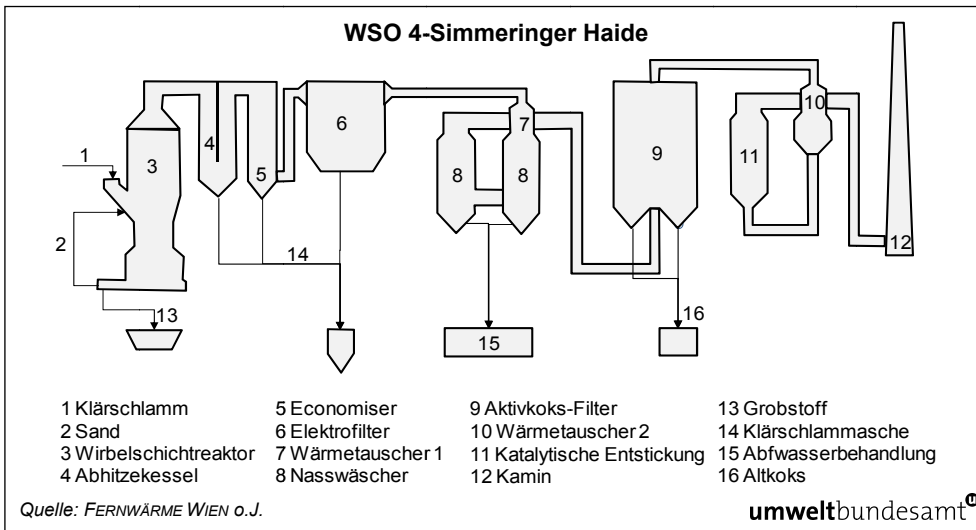 WSO 4-Simmeringer Haide
1
2
3
4
5
6
7
8
8
9
10
11
12
13
14
15
16
1 Klärschlamm
2 Sand
3 Wirbelschichtreaktor
4 Abhitzekessel
5 Economiser
6 Elektrofilter
7 Wärmetauscher 1
8 Nasswäscher
9 Aktivkoks-Filter
10 Wärmetauscher 2
11 Katalytische Entstickung
12 Kamin
13 Grobstoff
14 Klärschlammasche
15 Abfwasserbehandlung
16 Altkoks
Quelle: FERNWÄRME WIEN o.J.
umweltbundesamt